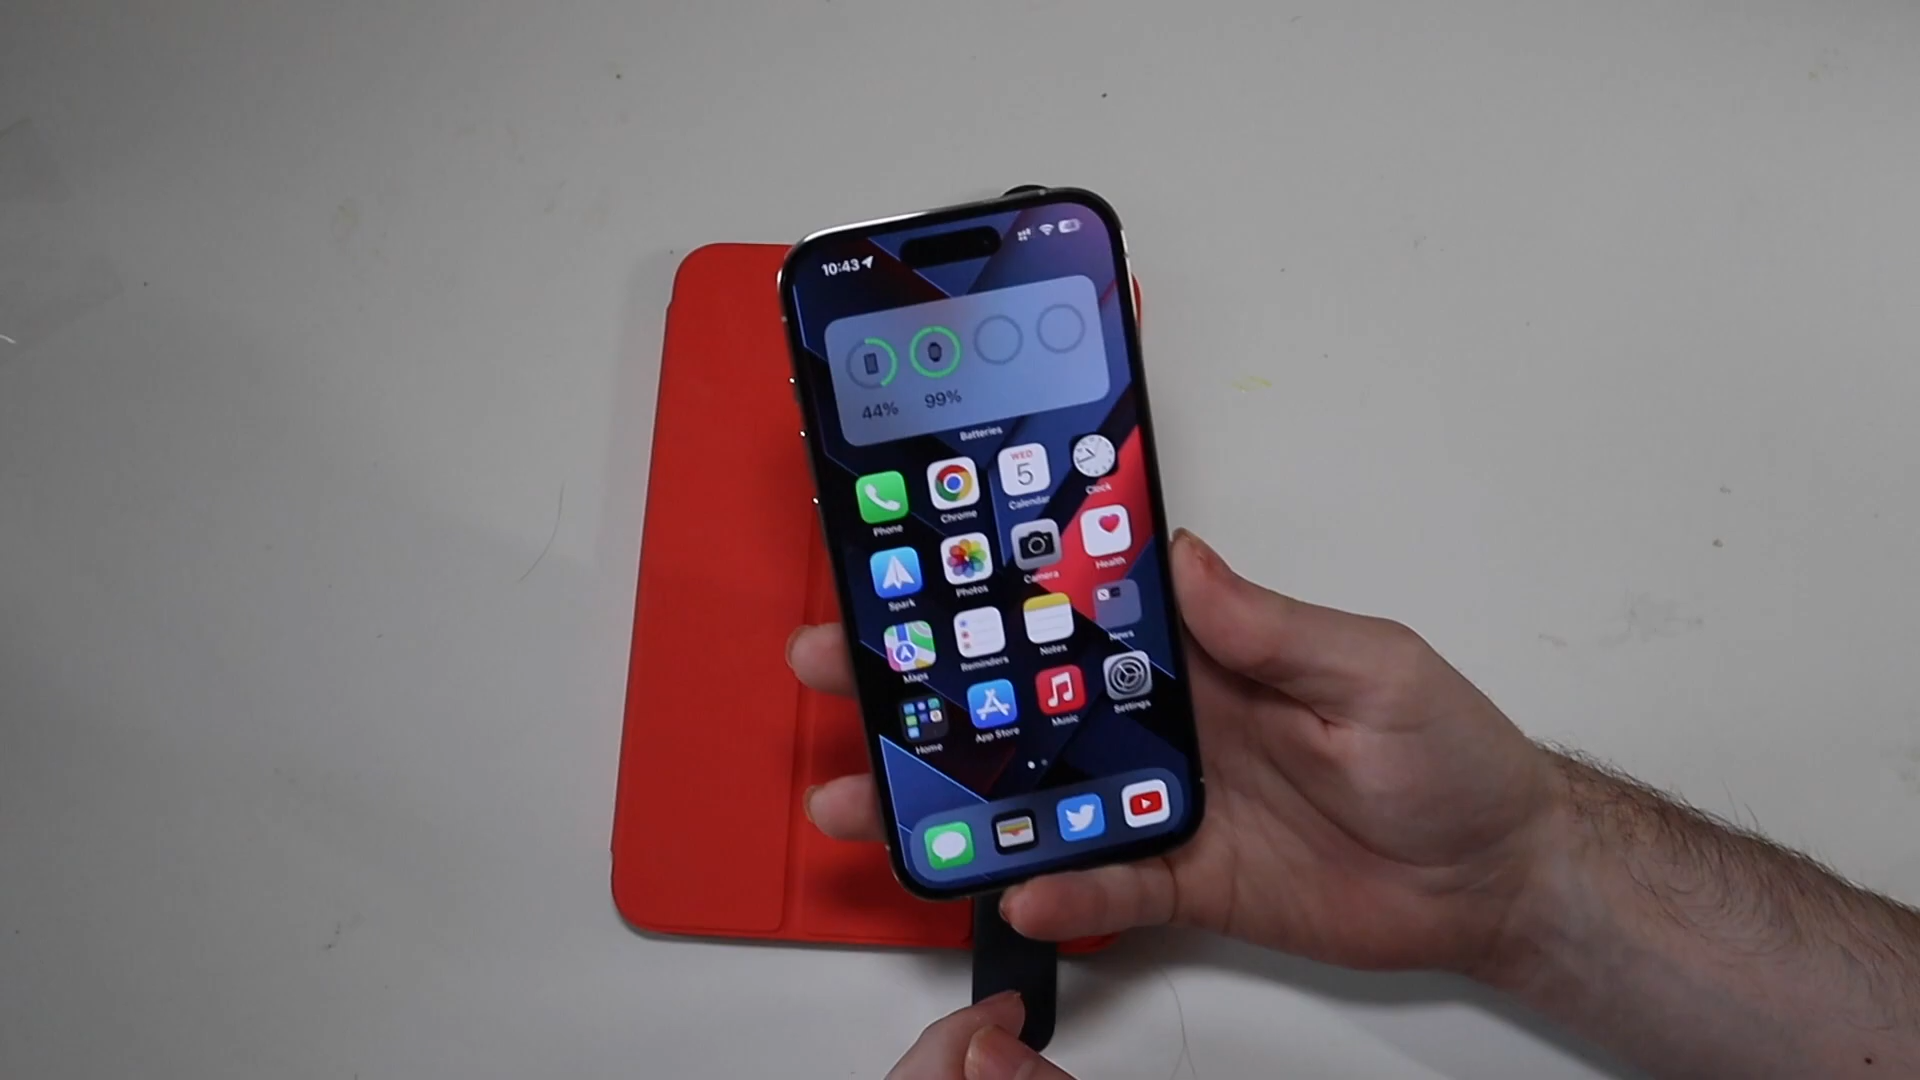 10:43
44% 99%
Batteries
WED
5
Phone Chrome Calendar Clock
Spark Photos Camera Health
Maps Reminders Notes News
Home App Store Music Settings